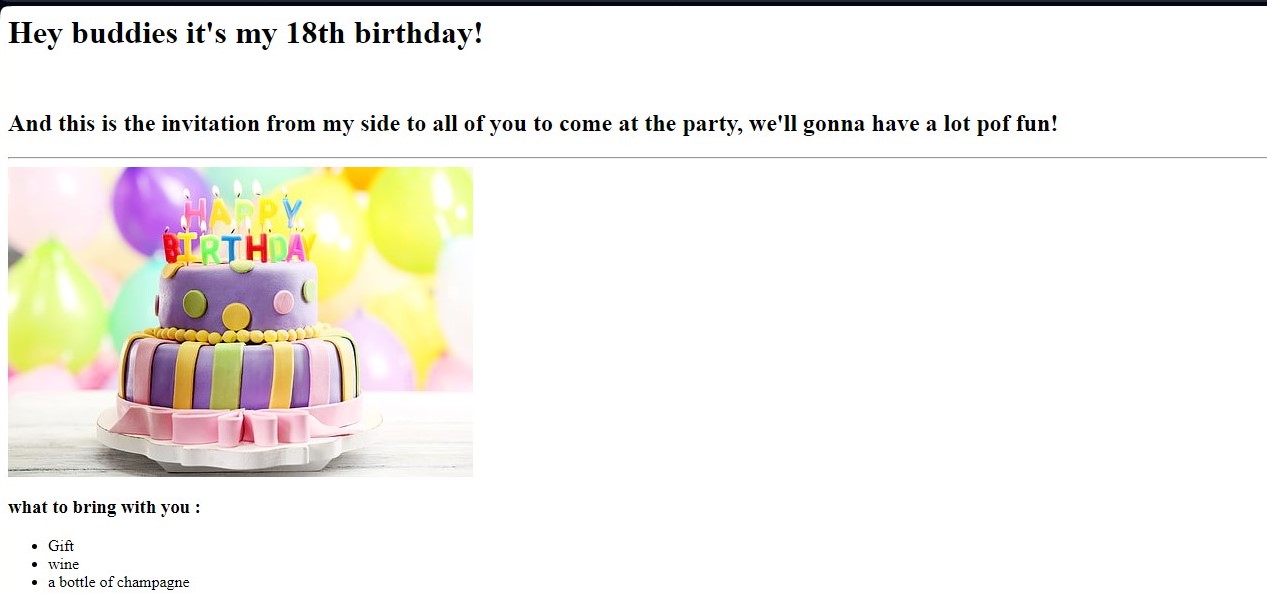 Hey buddies it's my 18th birthday!
And this is the invitation from my side to all of you to come at the party, we'll gonna have a lot pof fun!
HAPPY
BIRTHDAY
what to bring with you :
Gift
wine
a bottle of champagne